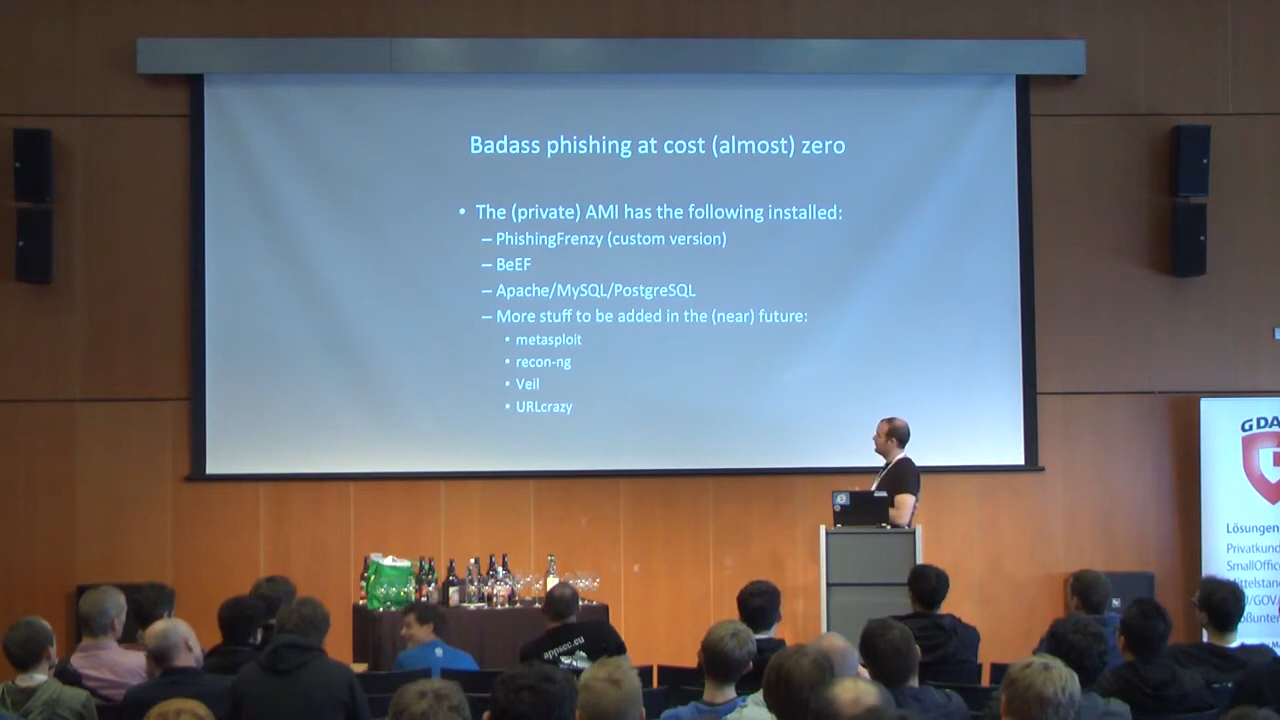 Badass phishing at cost (almost) zero
• The (private) AMI has the following installed:
– PhishingFrenzy (custom version)
– BeEF
– Apache/MySQL/PostgreSQL
– More stuff to be added in the (near) future:
• metasploit
• recon-ng
• Veil
• URLcrazy
GDA
Lösungen
Privatkund
SmallOffic
Mittelstand
U/GOV/
oßunter
appsec.eu